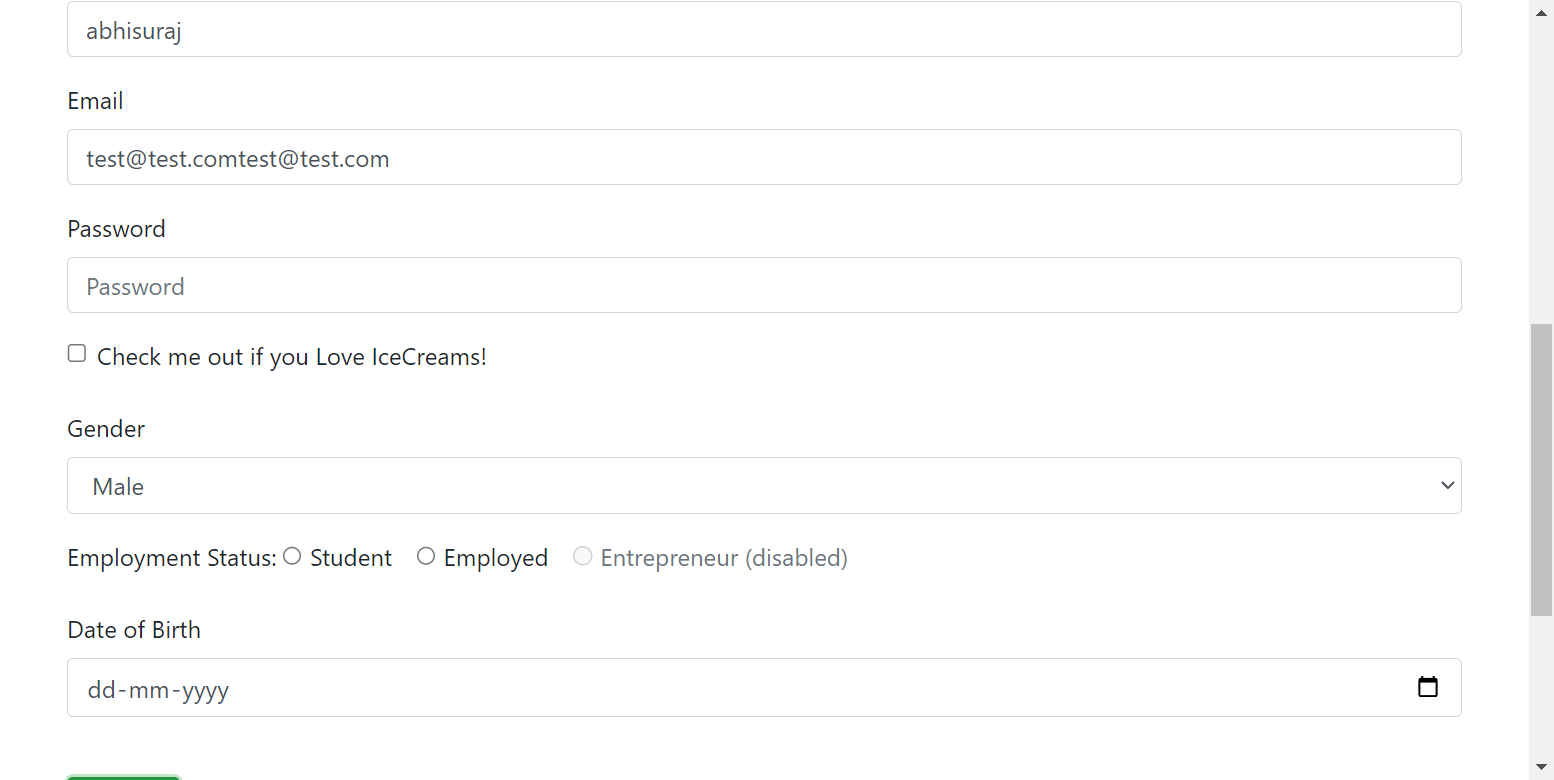 abhisuraj
Email
test@test.comtest@test.com
Password
Password
Check me out if you Love IceCreams!
Gender
Male
Employment Status: Student Employed Entrepreneur (disabled)
Date of Birth
dd-mm-yyyy